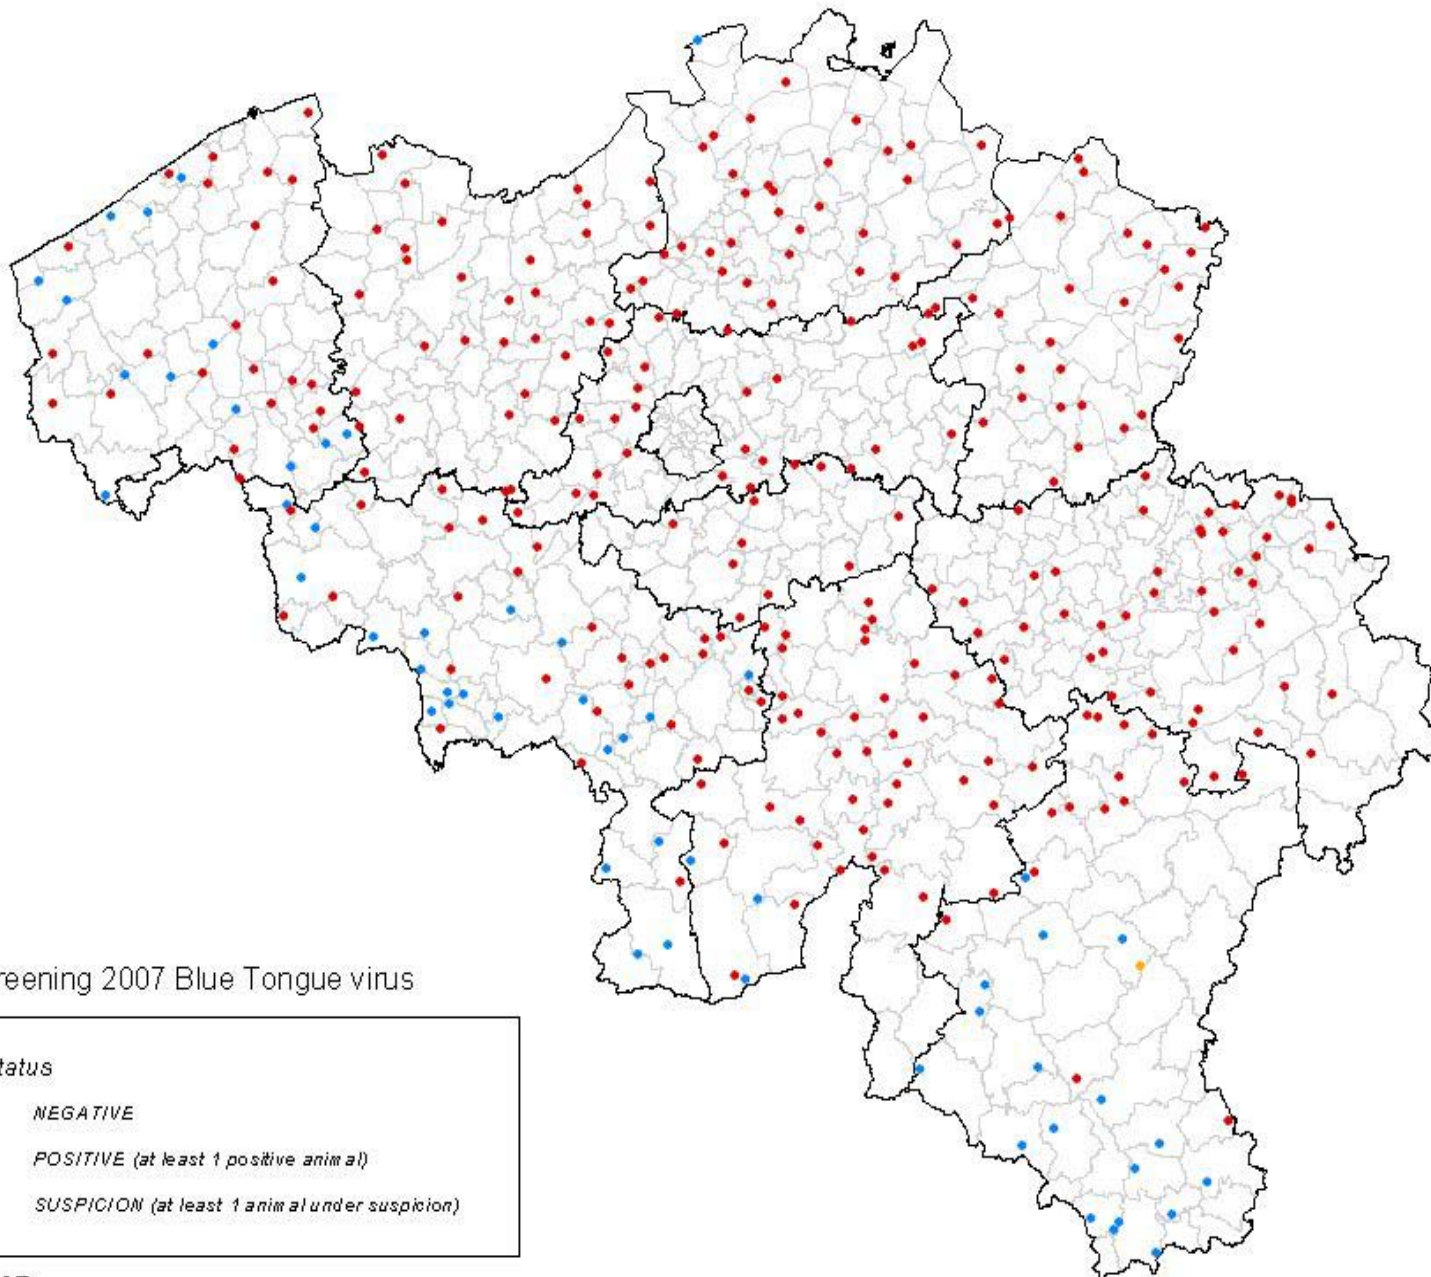 reening 2007 Blue Tongue virus
tatus
NEGATIVE
POSITIVE (at least 1 positive animal)
SUSPICION (at least 1 animal under suspicion)